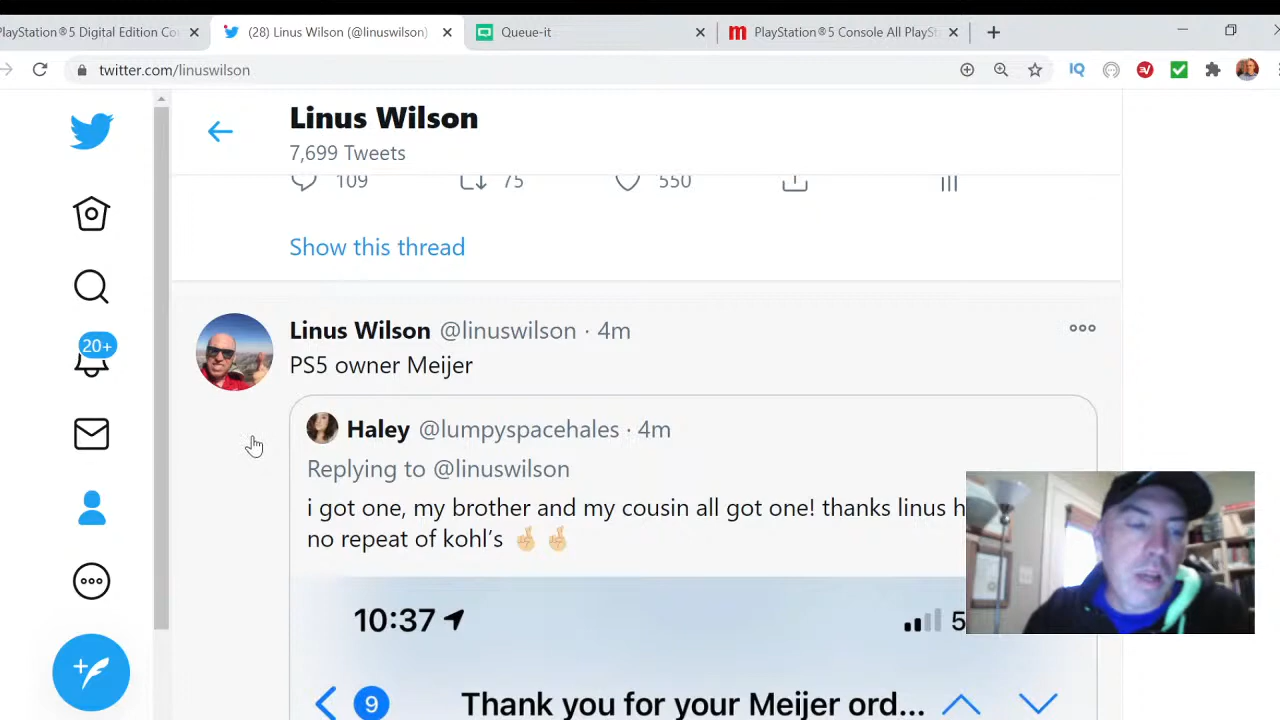 PlayStation®5 Digital Edition Co
(28) Linus Wilson (@linuswilson)
Queue-it
PlayStation®5 Console All PlaySt
twitter.com/linuswilson
IQ
Linus Wilson
7,699 Tweets
109 75 550
Show this thread
20+
Linus Wilson @linuswilson · 4m
PS5 owner Meijer
Haley @lumpyspacehales · 4m
Replying to @linuswilson
i got one, my brother and my cousin all got one! thanks linus h
no repeat of kohl's 🤞🏼 🤞🏼
10:37 5
9 Thank you for your Meijer ord...